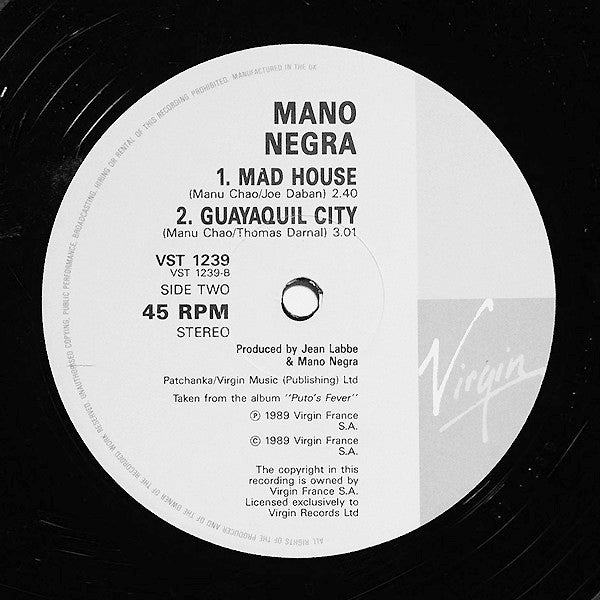 MANO
NEGRA
1. MAD HOUSE
(Manu Chao/Joe Daban) 2.40
2. GUAYAQUIL CITY
(Manu Chao/Thomas Darnal) 3.01
VST 1239
VST 1239-B
SIDE TWO
45 RPM
STEREO
Produced by Jean Labbe
& Mano Negra
Patchanka/Virgin Music (Publishing) Ltd
Taken from the album "Puto's Fever"
℗ 1989 Virgin France
S.A.
© 1989 Virgin France
S.A.
The copyright in this
recording is owned by
Virgin France S.A.
Licensed exclusively to
Virgin Records Ltd
Virgin
ALL RIGHTS OF THE PRODUCER AND OF THE OWNER OF THE RECORDED WORK RESERVED UNAUTHORISED COPYING, PUBLIC PERFORMANCE, BROADCASTING, HIRING OR RENTAL OF THIS RECORDING PROHIBITED. MANUFACTURED IN THE UK